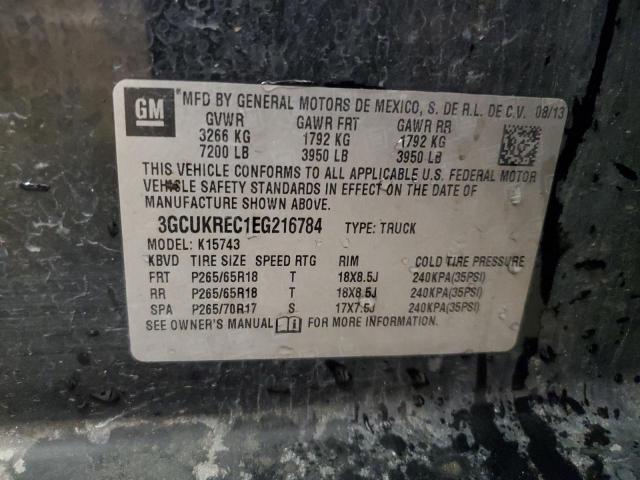 GM *MFD BY GENERAL MOTORS DE MEXICO, S. DE R.L. DE C.V. 08/13
GVWR GAWR FRT GAWR RR
3266 KG 1792 KG 1792 KG
7200 LB 3950 LB 3950 LB
THIS VEHICLE CONFORMS TO ALL APPLICABLE U.S. FEDERAL MOTOR
VEHICLE SAFETY STANDARDS IN EFFECT ON THE DATE OF
MANUFACTURE SHOWN ABOVE.
3GCUKREC1EG216784 TYPE: TRUCK
MODEL: K15743
KBVD TIRE SIZE SPEED RTG RIM COLD TIRE PRESSURE
FRT P265/65R18 T 18X8.5J 240KPA(35PSI)
RR P265/65R18 T 18X8.5J 240KPA(35PSI)
SPA P265/70R17 S 17X7.5J 240KPA(35PSI)
SEE OWNER'S MANUAL FOR MORE INFORMATION.